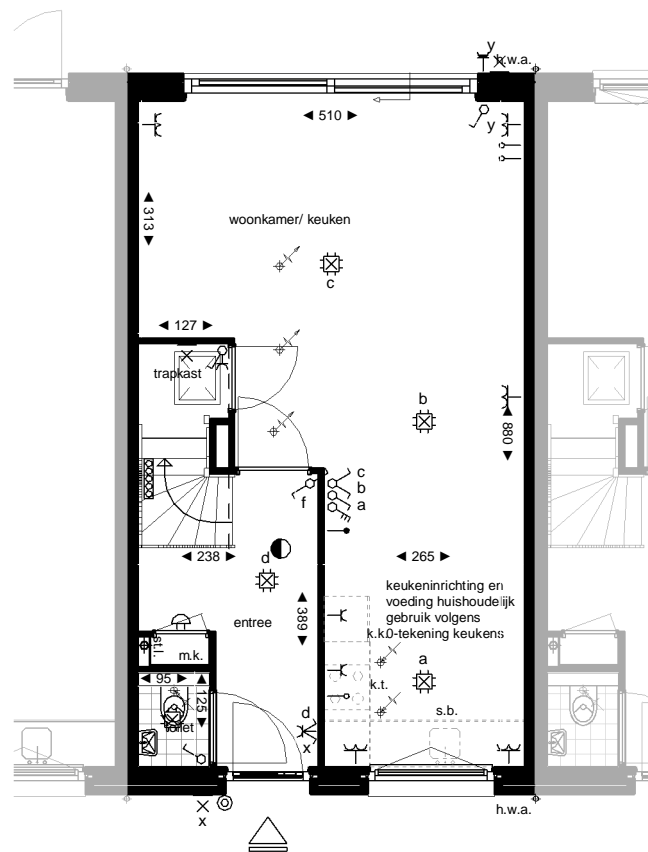 y
h.w.a.
◄ 510 ►
y
◄ 313 ►
woonkamer/ keuken
c
◄ 127 ►
trapkast
b
◄ 880 ►
c
b
a
f
◄ 238 ►
d
◄ 265 ►
keukeninrichting en
voeding huishoudelijk
gebruik volgens
k.k.0-tekening keukens
◄ 389 ►
entree
st.l.
m.k.
◄ 95 ►
◄ 125 ►
k.t.
a
toilet
d
x
s.b.
x
h.w.a.